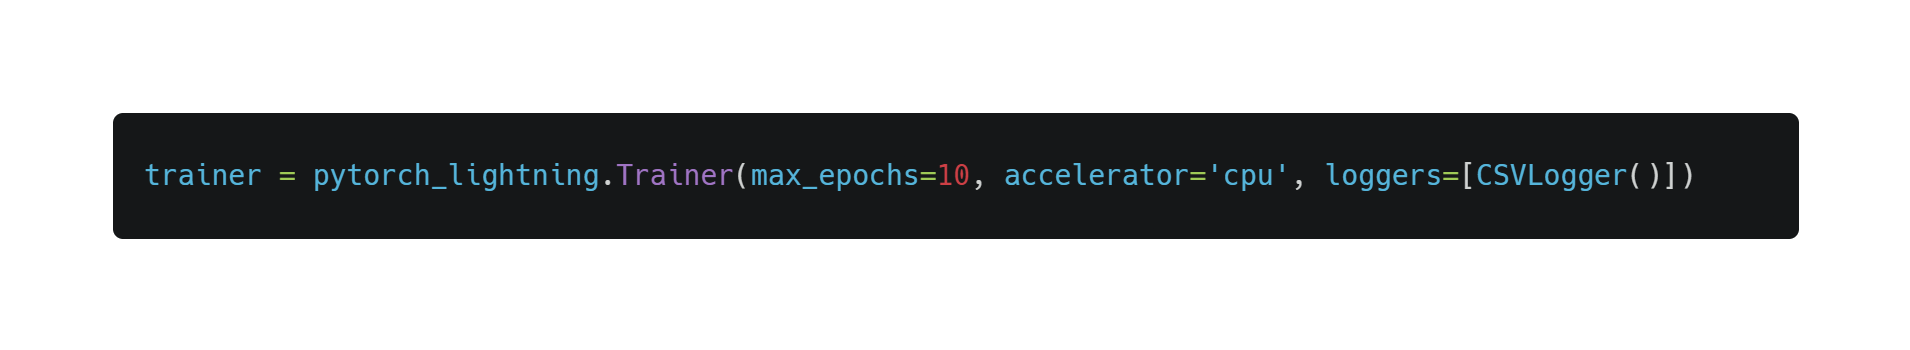 trainer = pytorch_lightning.Trainer(max_epochs=10, accelerator='cpu', loggers=[CSVLogger()])